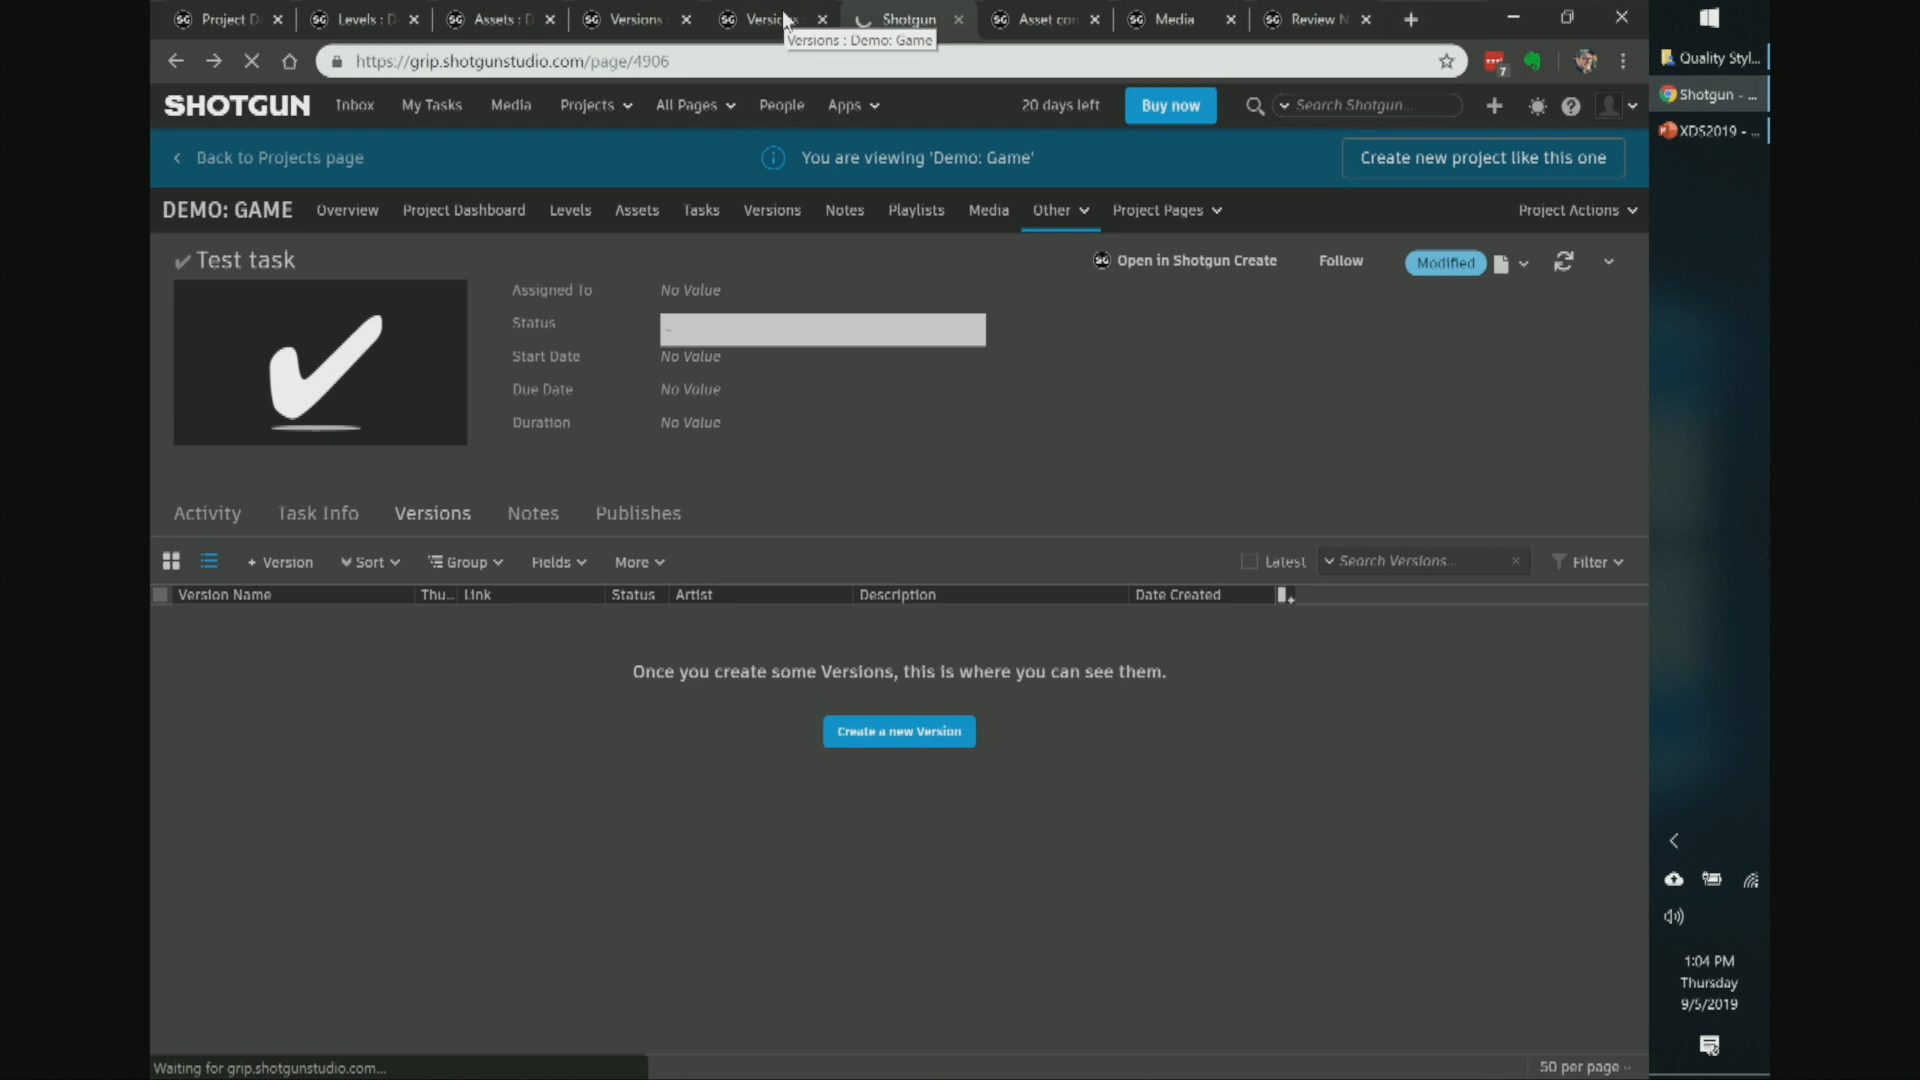 Project D
Levels : D
Assets : D
Versions
Versions
Shotgun
Asset con
Media
Review N
Versions : Demo: Game
https://grip.shotgunstudio.com/page/4906
7
SHOTGUN
Inbox
My Tasks
Media
Projects
All Pages
People
Apps
20 days left
Buy now
Search Shotgun...
Back to Projects page
You are viewing 'Demo: Game'
Create new project like this one
DEMO: GAME
Overview
Project Dashboard
Levels
Assets
Tasks
Versions
Notes
Playlists
Media
Other
Project Pages
Project Actions
Test task
Open in Shotgun Create
Follow
Modified
Assigned To No Value
Status -
Start Date No Value
Due Date No Value
Duration No Value
Activity
Task Info
Versions
Notes
Publishes
+ Version
Sort
Group
Fields
More
Latest
Search Versions...
Filter
Version Name
Thu...
Link
Status
Artist
Description
Date Created
Once you create some Versions, this is where you can see them.
Create a new Version
Waiting for grip.shotgunstudio.com...
50 per page
Quality Styl...
Shotgun - ...
XDS2019 - ...
1:04 PM
Thursday
9/5/2019